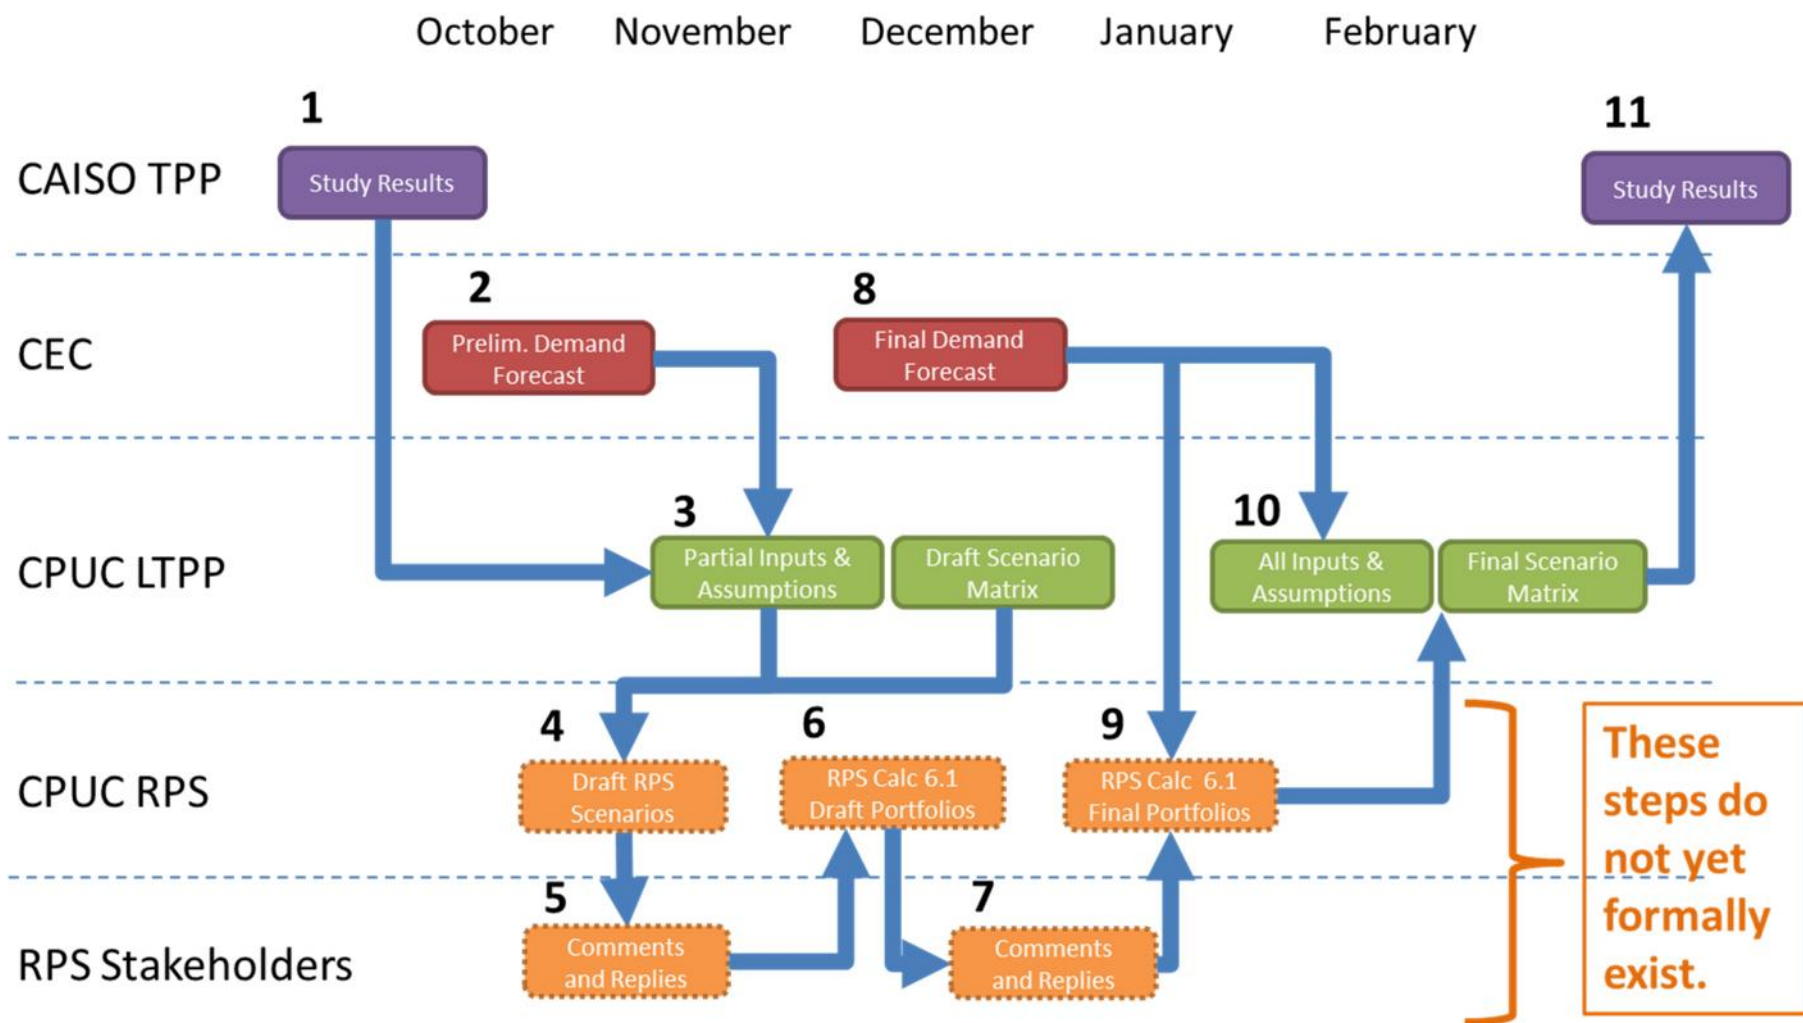 October November December January February
1
11
CAISO TPP
Study Results
Study Results
2
8
CEC
Prelim. Demand
Forecast
Final Demand
Forecast
3
10
CPUC LTPP
Partial Inputs &
Assumptions
Draft Scenario
Matrix
All Inputs &
Assumptions
Final Scenario
Matrix
4
6
9
CPUC RPS
Draft RPS
Scenarios
RPS Calc 6.1
Draft Portfolios
RPS Calc 6.1
Final Portfolios
These
steps do
not yet
formally
exist.
5
7
RPS Stakeholders
Comments
and Replies
Comments
and Replies